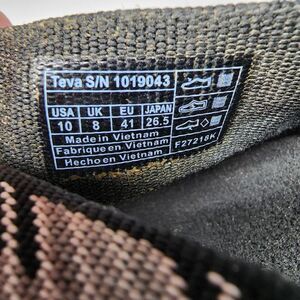 Teva S/N 1019043
USA UK EU JAPAN
10 8 41 26.5
Made in Vietnam
Fabriqué en Vietnam
Hecho en Vietnam
F27218K